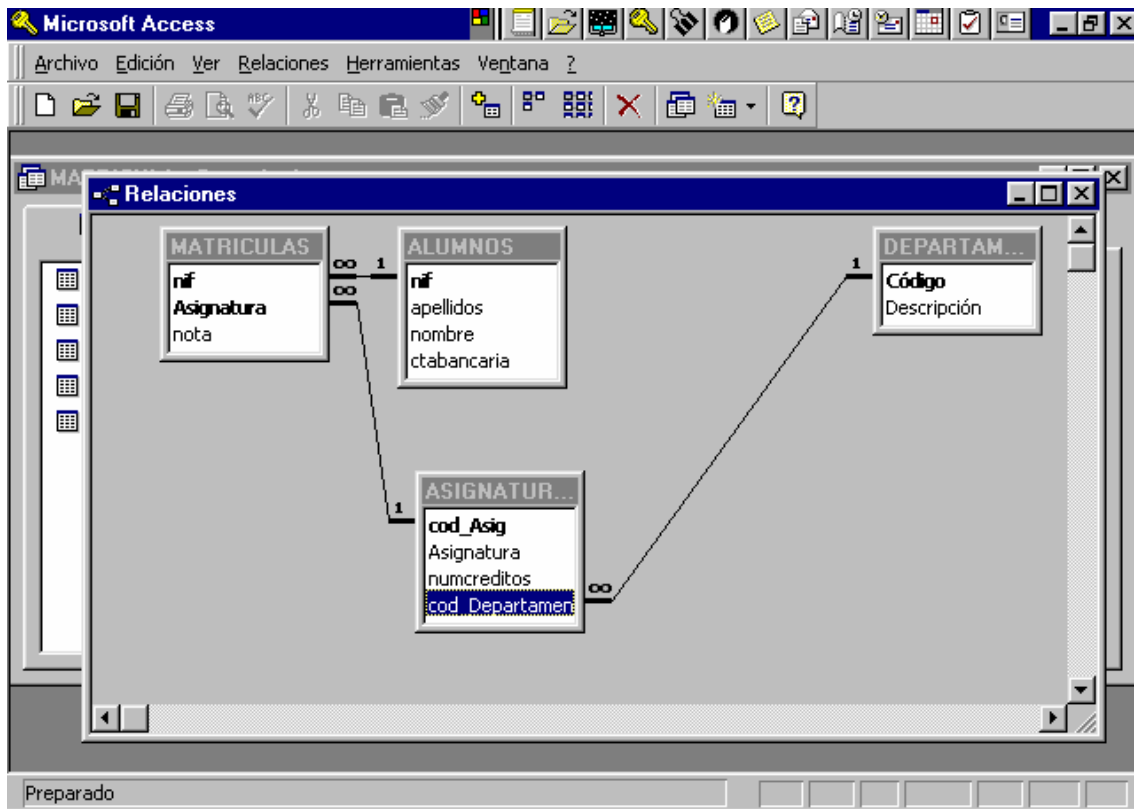 Microsoft Access
Archivo Edición Ver Relaciones Herramientas Ventana ?
Relaciones
MATRICULAS
nif
Asignatura
nota
∞ 1
∞
ALUMNOS
nif
apellidos
nombre
ctabancaria
DEPARTAM...
1
Código
Descripción
ASIGNATUR...
1
cod_Asig
Asignatura
numcreditos
cod_Departamen
∞
Preparado